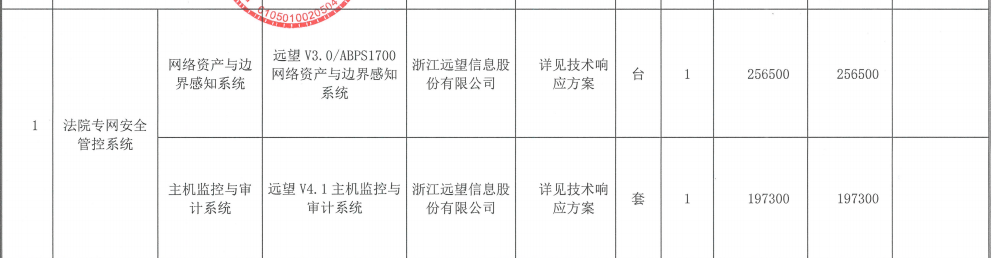 6105010020504
1
法院专网安全
管控系统
网络资产与边
界感知系统
远望 V3.0/ABPS1700
网络资产与边界感知
系统
浙江远望信息股
份有限公司
详见技术响
应方案
台
1
256500
256500
主机监控与审
计系统
远望 V4.1 主机监控与
审计系统
浙江远望信息股
份有限公司
详见技术响
应方案
套
1
197300
197300